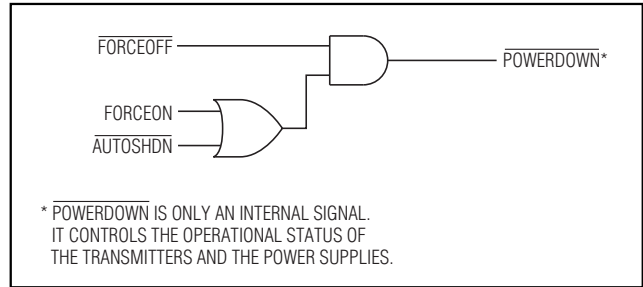 FORCEOFF
POWERDOWN*
FORCEON
AUTOSHDN
* POWERDOWN IS ONLY AN INTERNAL SIGNAL.
IT CONTROLS THE OPERATIONAL STATUS OF
THE TRANSMITTERS AND THE POWER SUPPLIES.